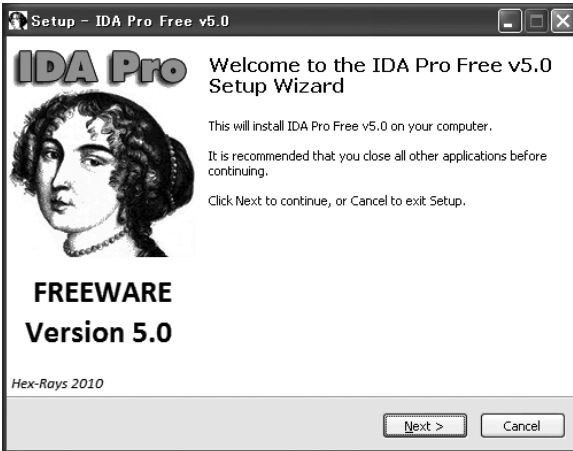 Setup - IDA Pro Free v5.0
IDA Pro
Welcome to the IDA Pro Free v5.0
Setup Wizard
This will install IDA Pro Free v5.0 on your computer.
It is recommended that you close all other applications before
continuing.
Click Next to continue, or Cancel to exit Setup.
FREEWARE
Version 5.0
Hex-Rays 2010
Next >
Cancel